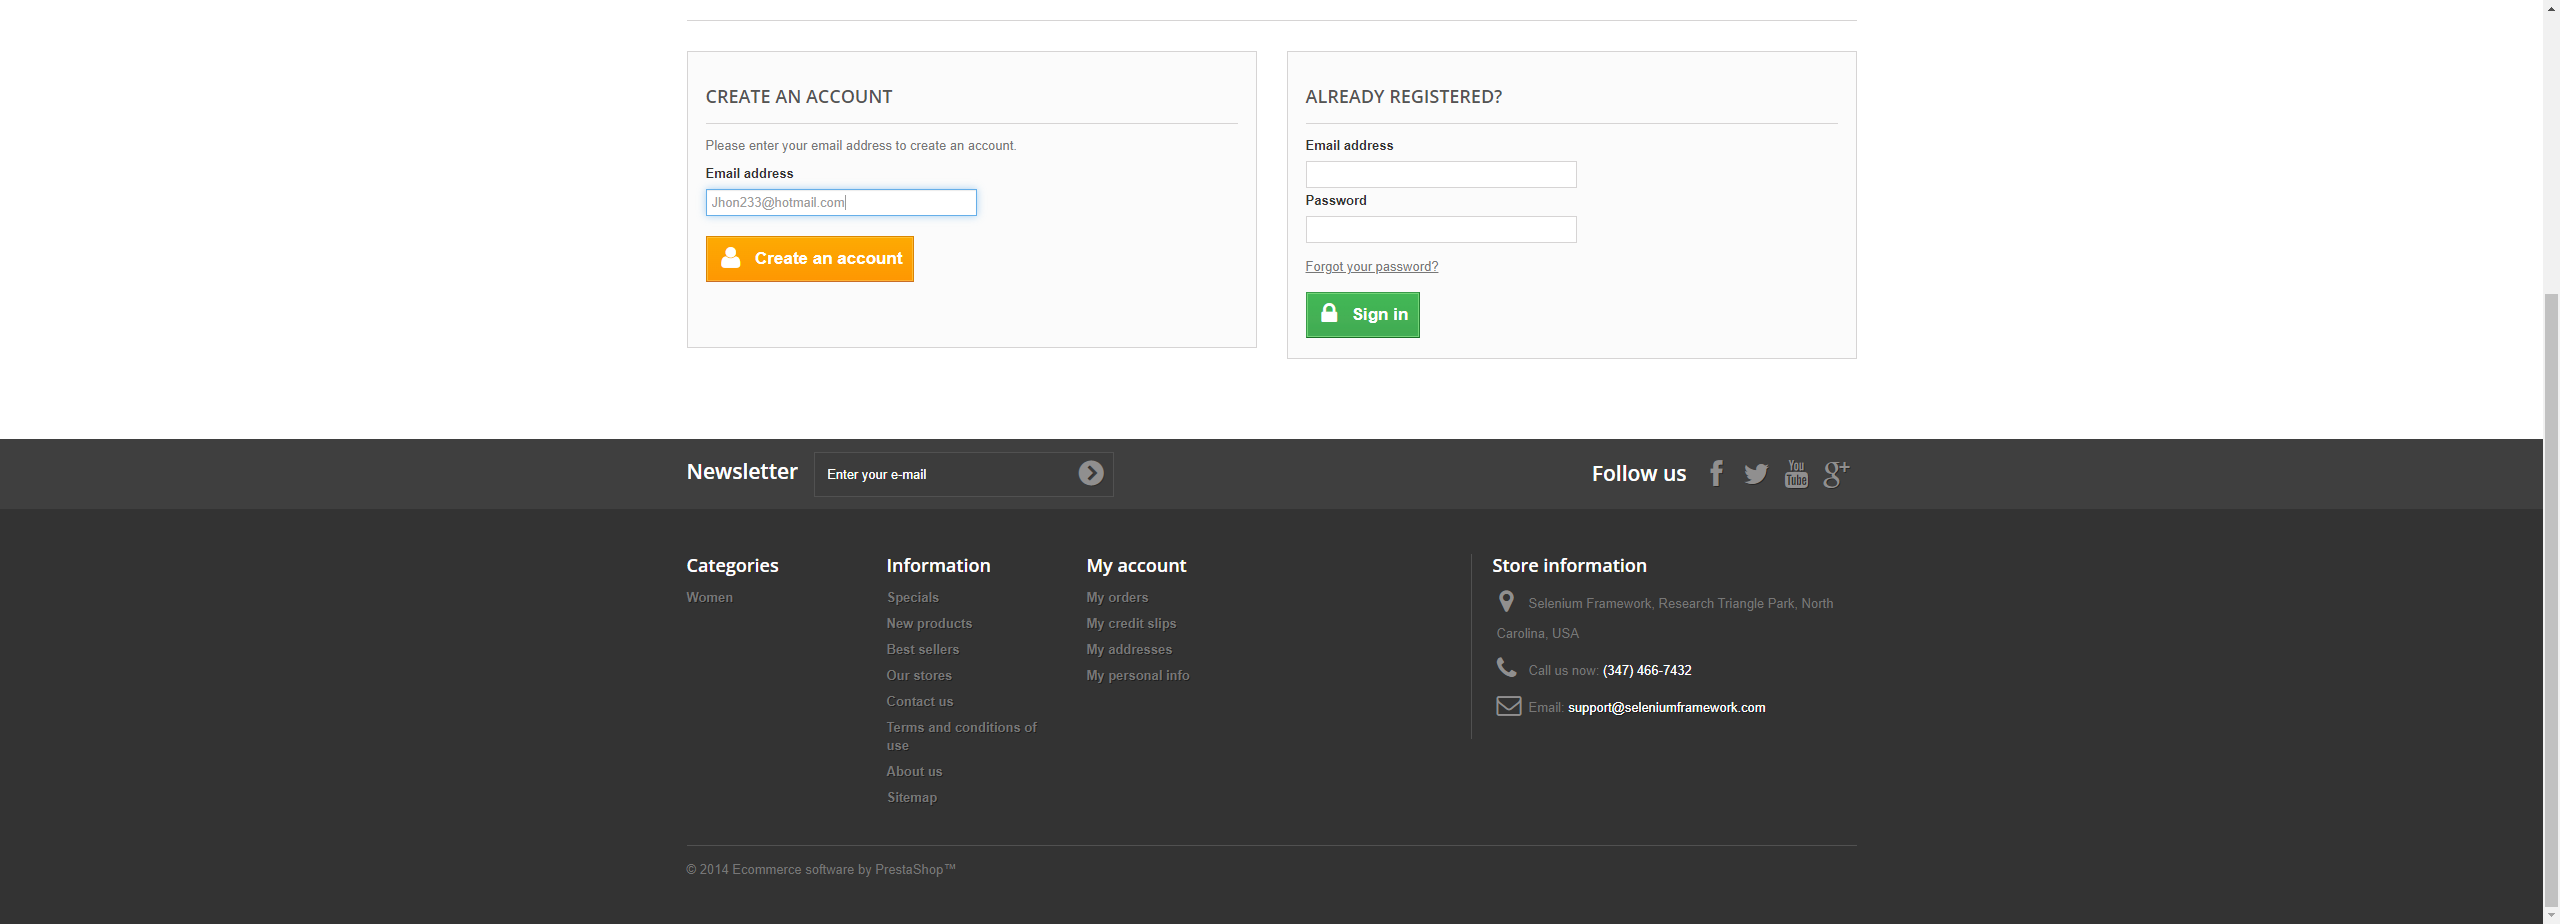 CREATE AN ACCOUNT
Please enter your email address to create an account.
Email address
Jhon233@hotmail.com
Create an account
ALREADY REGISTERED?
Email address
Password
Forgot your password?
Sign in
Newsletter
Enter your e-mail
Follow us
You
Tube
g+
Categories
Women
Information
Specials
New products
Best sellers
Our stores
Contact us
Terms and conditions of
use
About us
Sitemap
My account
My orders
My credit slips
My addresses
My personal info
Store information
Selenium Framework, Research Triangle Park, North
Carolina, USA
Call us now: (347) 466-7432
Email: support@seleniumframework.com
© 2014 Ecommerce software by PrestaShop™